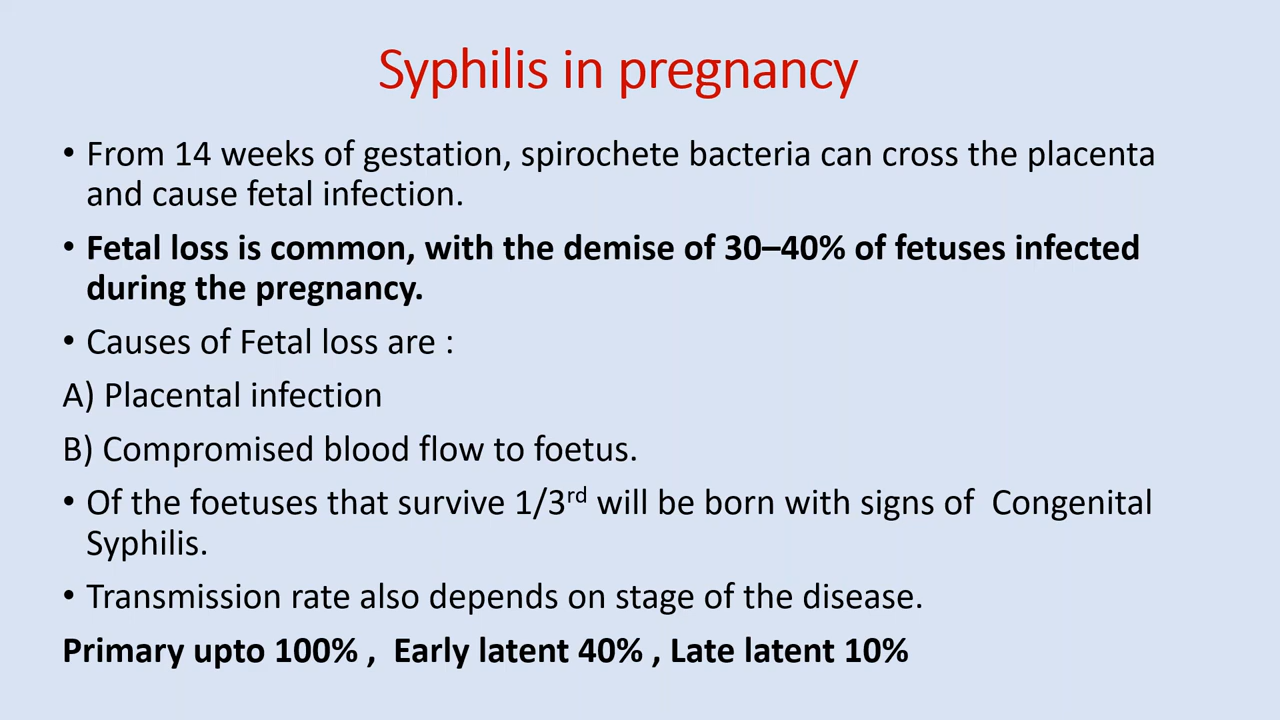 Syphilis in pregnancy
• From 14 weeks of gestation, spirochete bacteria can cross the placenta
and cause fetal infection.
• Fetal loss is common, with the demise of 30–40% of fetuses infected
during the pregnancy.
• Causes of Fetal loss are :
A) Placental infection
B) Compromised blood flow to foetus.
• Of the foetuses that survive 1/3rd will be born with signs of  Congenital
Syphilis.
• Transmission rate also depends on stage of the disease.
Primary upto 100% ,  Early latent 40% , Late latent 10%